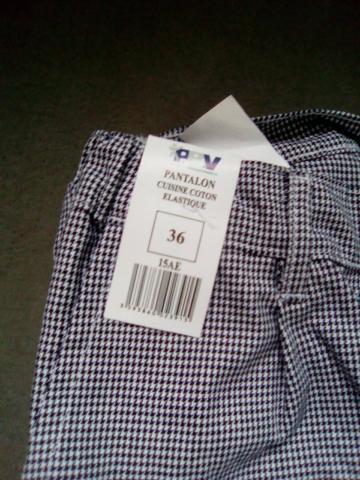 PANTALON
CUISINE COTON
ELASTIQUE
36
15AE